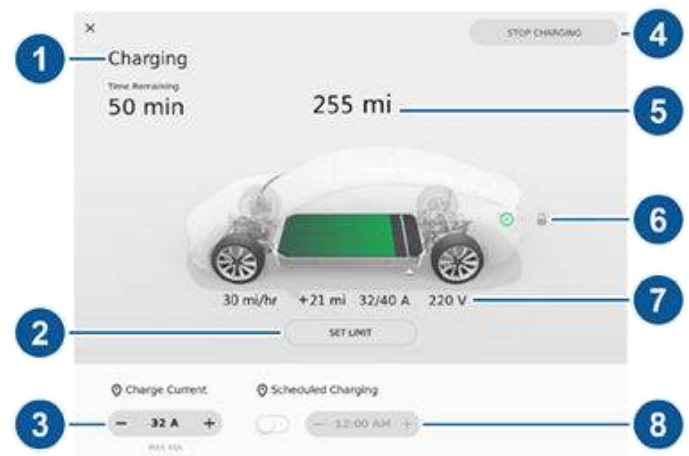 ×
STOP CHARGING
4
1
Charging
Time Remaining
50 min
255 mi
5
6
30 mi/hr +21 mi 32/40 A 220 V
7
2
SET LIMIT
Charge Current
Scheduled Charging
3
− 32 A +
− 12:00 AM +
8